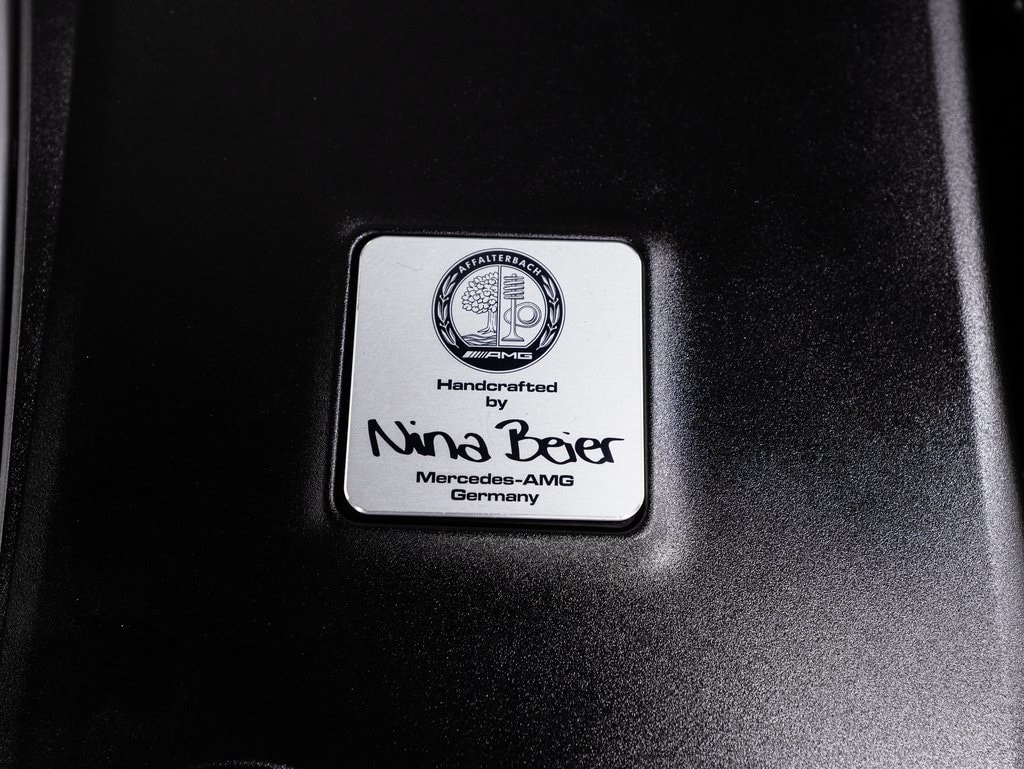 AFFALTERBACH
AMG
Handcrafted
by
Nina Beier
Mercedes-AMG
Germany